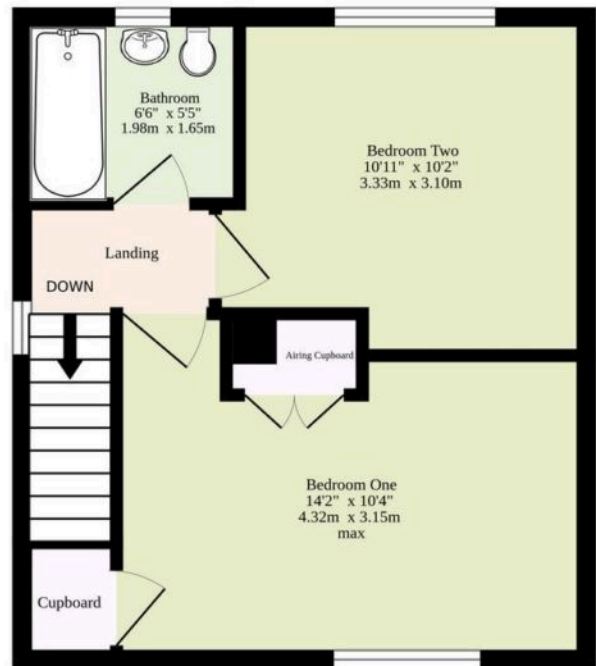 Bathroom
6'6" x 5'5"
1.98m x 1.65m
Bedroom Two
10'11" x 10'2"
3.33m x 3.10m
Landing
DOWN
Airing Cupboard
Bedroom One
14'2" x 10'4"
4.32m x 3.15m
max
Cupboard